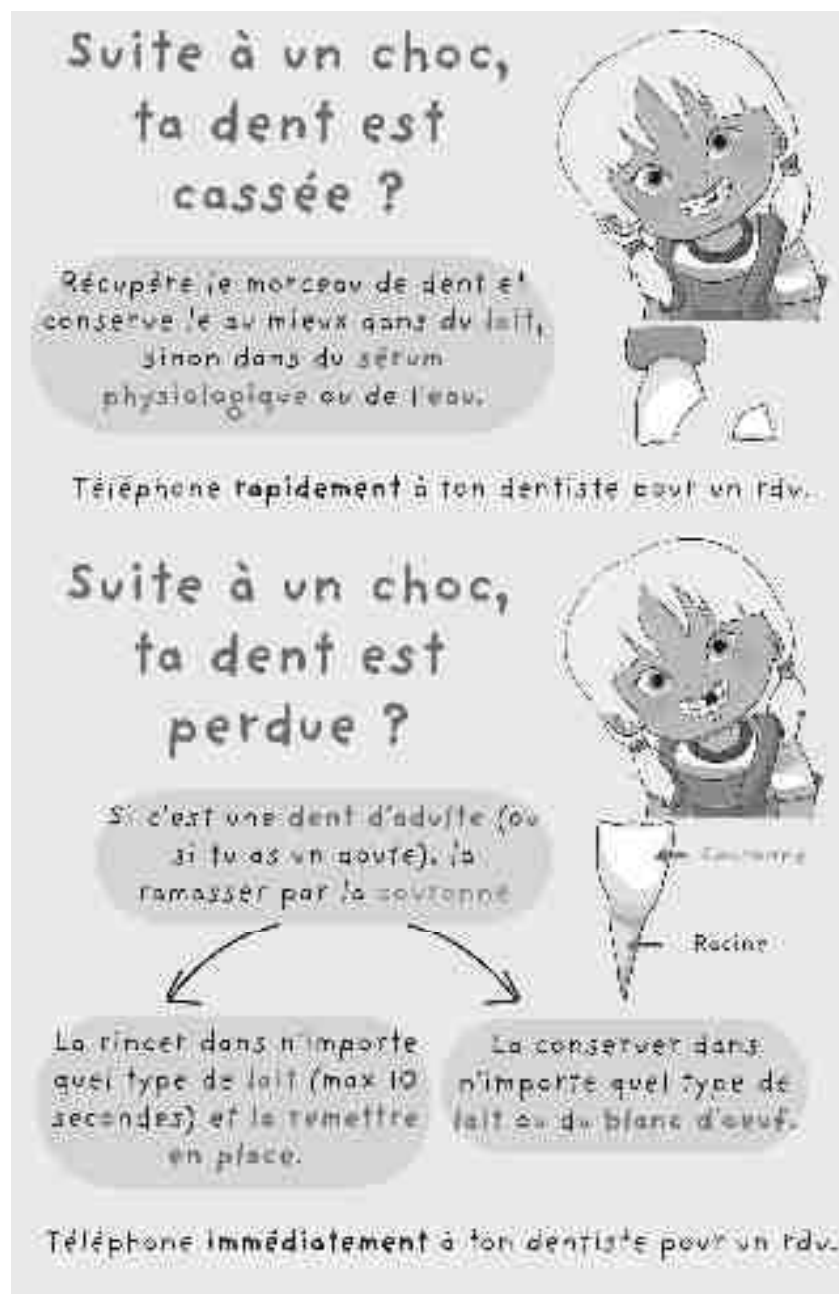 Suite à un choc,
ta dent est
cassée ?
Récupère le morceau de dent et
conserve le au mieux dans du lait,
sinon dans du sérum
physiologique ou de l'eau.
Téléphone rapidement à ton dentiste pour un rdv.
Suite à un choc,
ta dent est
perdue ?
Si c'est une dent d'adulte (ou
si tu as un doute), la
ramasser par la couronne
Couronne
Racine
La rincer dans n'importe
quel type de lait (max 10
secondes) et la remettre
en place.
La conserver dans
n'importe quel type de
lait ou du blanc d'oeuf.
Téléphone immédiatement à ton dentiste pour un rdv.